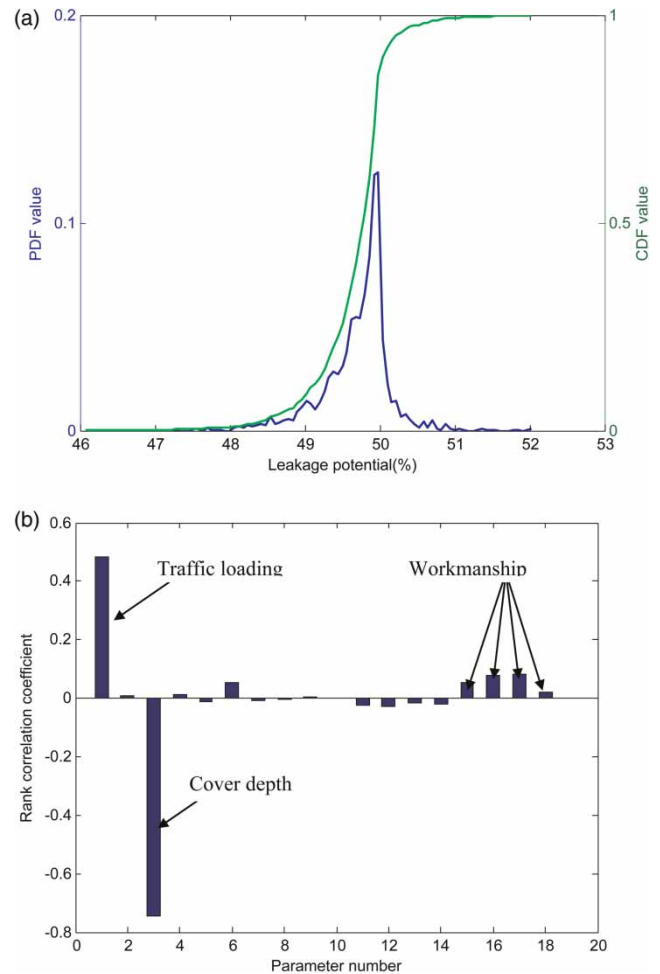 (a)
0.2
1
PDF value
0.1
0.5
CDF value
0
0
46 47 48 49 50 51 52 53
Leakage potential(%)
(b)
0.6
Traffic loading
Workmanship
0.4
0.2
0
Rank correlation coefficient
-0.2
Cover depth
-0.4
-0.6
-0.8
0 2 4 6 8 10 12 14 16 18 20
Parameter number